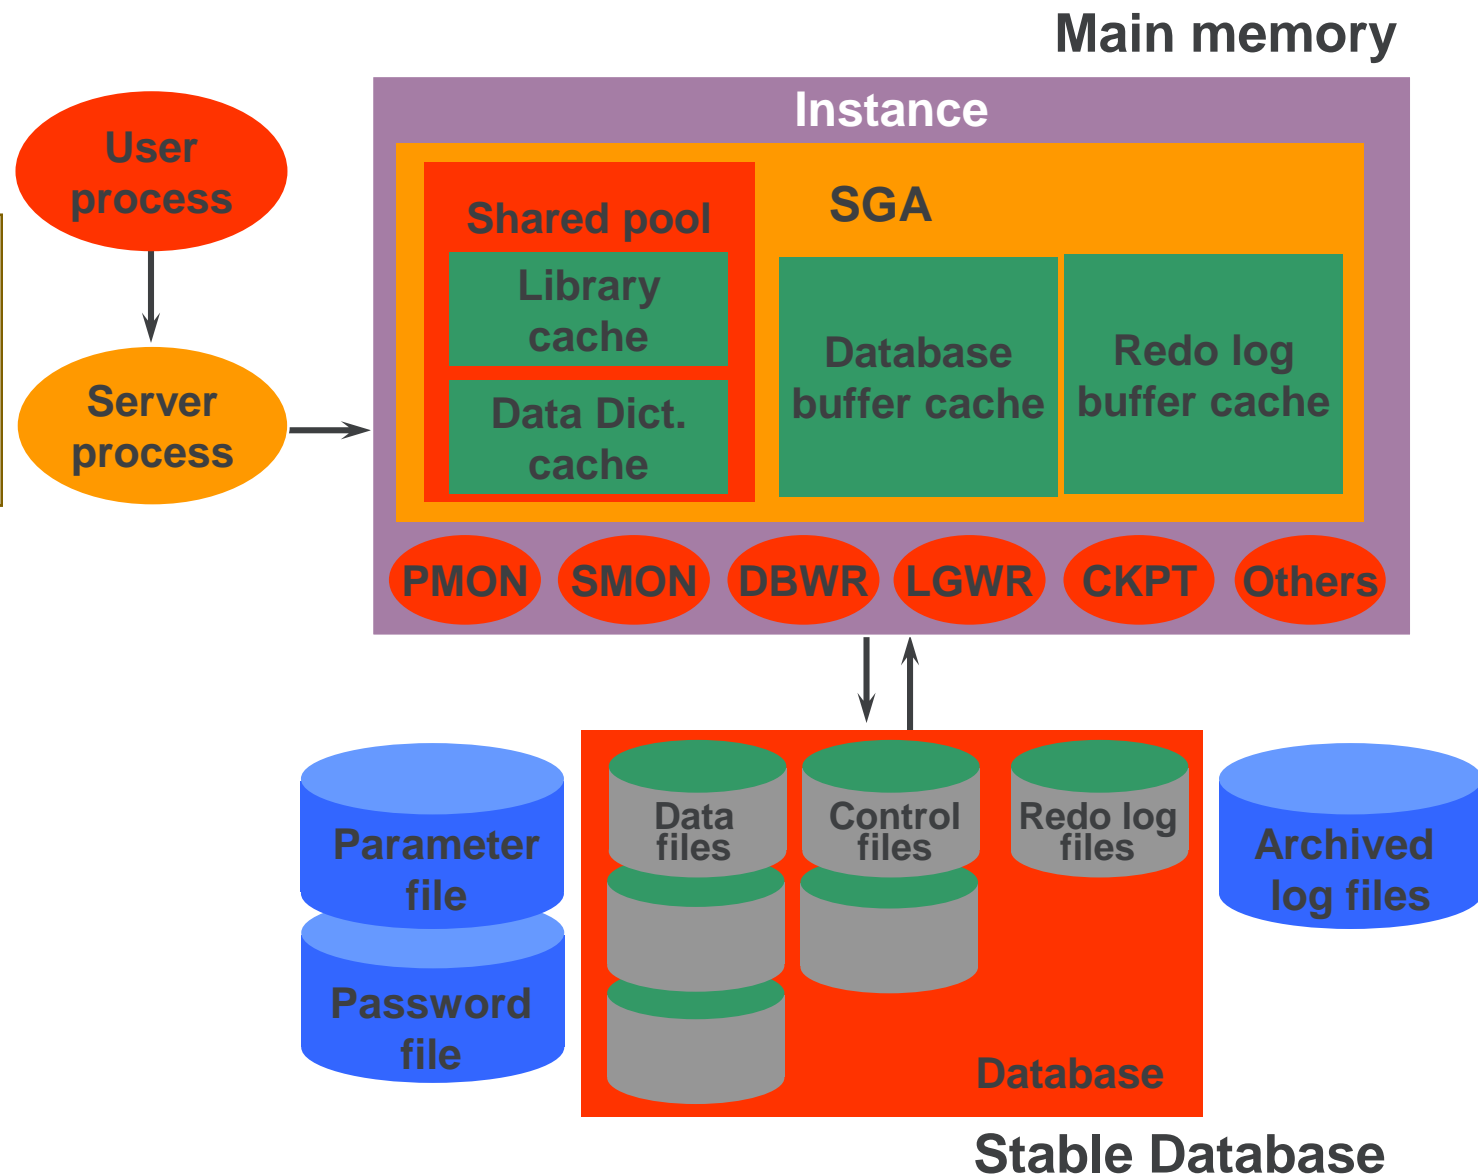 Main memory
Instance
User
process
SGA
Shared pool
Library
cache
Data Dict.
cache
Database
buffer cache
Redo log
buffer cache
Server
process
PMON
SMON
DBWR
LGWR
CKPT
Others
Parameter
file
Password
file
Data
files
Control
files
Redo log
files
Archived
log files
Database
Stable Database